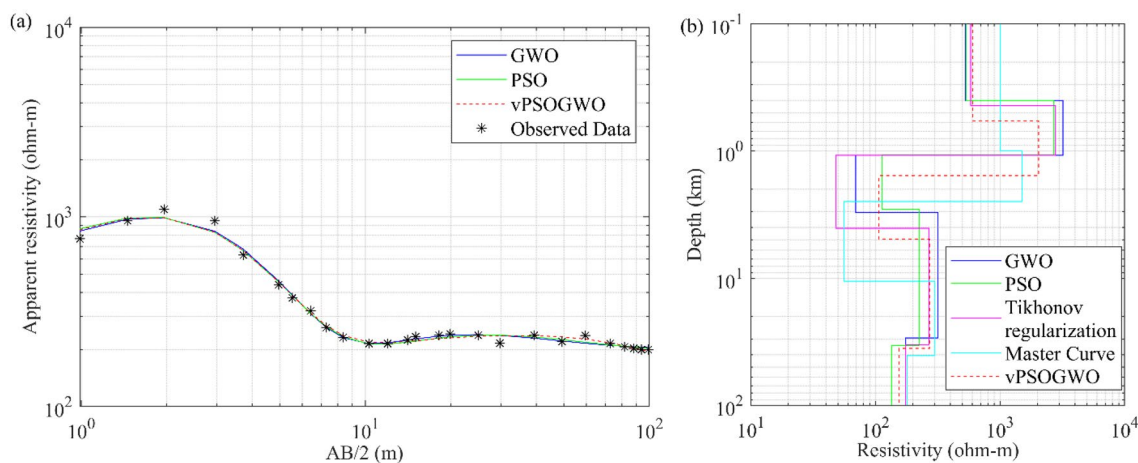 (a)
10^4
10^3
10^2
Apparent resistivity (ohm-m)
GWO
PSO
vPSOGWO
Observed Data
10^0
10^1
10^2
AB/2 (m)
(b)
10^-1
10^0
10^1
10^2
Depth (km)
GWO
PSO
Tikhonov
regularization
Master Curve
vPSOGWO
10^1
10^2
10^3
10^4
Resistivity (ohm-m)